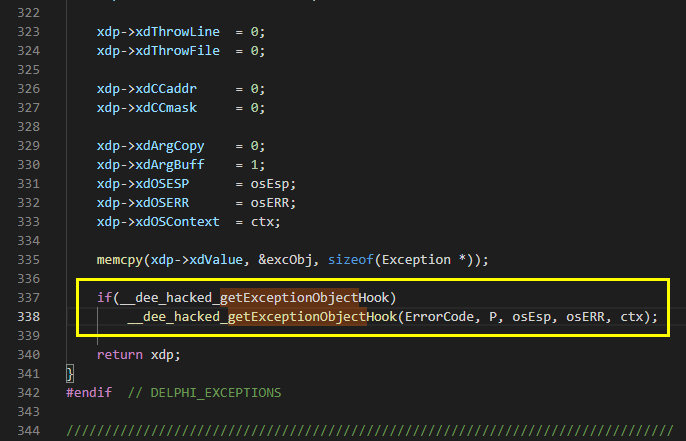 322
323 xdp->xdThrowLine = 0;
324 xdp->xdThrowFile = 0;
325
326 xdp->xdCCaddr = 0;
327 xdp->xdCCmask = 0;
328
329 xdp->xdArgCopy = 0;
330 xdp->xdArgBuff = 1;
331 xdp->xdOSESP = osEsp;
332 xdp->xdOSERR = osERR;
333 xdp->xdOSContext = ctx;
334
335 memcpy(xdp->xdValue, &excObj, sizeof(Exception *));
336
337 if(__dee_hacked_getExceptionObjectHook)
338 __dee_hacked_getExceptionObjectHook(ErrorCode, P, osEsp, osERR, ctx);
339
340 return xdp;
341 }
342 #endif // DELPHI_EXCEPTIONS
343
344 ///////////////////////////////////////////////////////////////////////////////